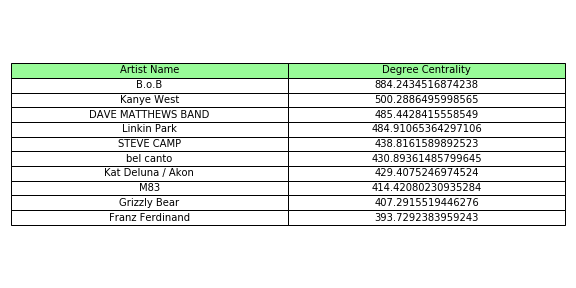 Artist Name Degree Centrality
B.o.B 884.2434516874238
Kanye West 500.2886499598565
DAVE MATTHEWS BAND 485.4428415558549
Linkin Park 484.91065364297106
STEVE CAMP 438.8161589892523
bel canto 430.89361485799645
Kat Deluna / Akon 429.4075246974524
M83 414.42080230935284
Grizzly Bear 407.2915519446276
Franz Ferdinand 393.7292383959243